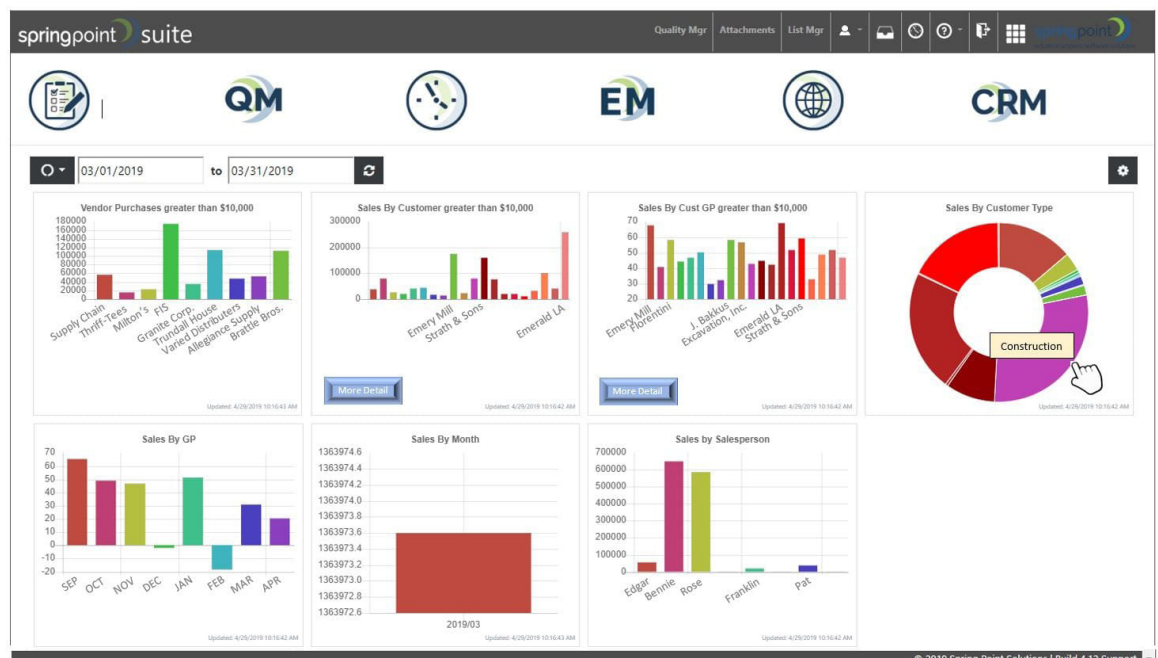 springpoint suite
Quality Mgr
Attachments
List Mgr
QM
EM
CRM
03/01/2019 to 03/31/2019
Vendor Purchases greater than $10,000
180000
160000
140000
120000
100000
80000
60000
40000
20000
0
Supply Chain
Thriff-Tees
Milton's
FIS
Granite Corp.
Trundall House
Varied Distributers
Allegiance Supply
Brattle Bros.
Updated: 4/29/2019 10:16:43 AM
Sales By Customer greater than $10,000
300000
200000
100000
0
Emery Mill
Strath & Sons
Emerald LA
More Detail
Updated: 4/29/2019 10:16:42 AM
Sales By Cust GP greater than $10,000
70
60
50
40
30
20
Emery Mill
Florentini
J. Bakkus
Excavation, Inc.
Emerald LA
Strath & Sons
More Detail
Updated: 4/29/2019 10:16:42 AM
Sales By Customer Type
Construction
Updated: 4/29/2019 10:16:42 AM
Sales By GP
70
60
50
40
30
20
10
0
-10
-20
SEP
OCT
NOV
DEC
JAN
FEB
MAR
APR
Updated: 4/29/2019 10:16:42 AM
Sales By Month
1363974.6
1363974.4
1363974.2
1363974.0
1363973.8
1363973.6
1363973.4
1363973.2
1363973.0
1363972.8
1363972.6
2019/03
Updated: 4/29/2019 10:16:43 AM
Sales by Salesperson
700000
600000
500000
400000
300000
200000
100000
0
Edgar
Bennie
Rose
Franklin
Pat
Updated: 4/29/2019 10:16:42 AM
© 2019 Spring Point Solutions | Build 4.12 Support